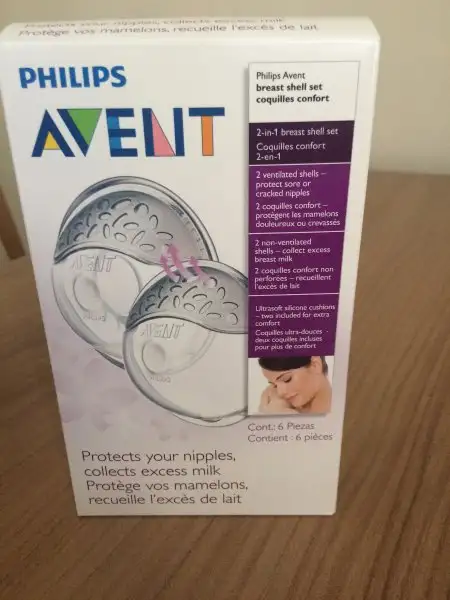 Protects your nipples, collects excess milk
Protège vos mamelons, recueille l'excès de lait
PHILIPS
AVENT
Philips Avent
breast shell set
coquilles confort
2-in-1 breast shell set
Coquilles confort
2-en-1
2 ventilated shells –
protect sore or
cracked nipples
2 coquilles confort –
protègent les mamelons
douleureux ou crevassés
2 non-ventilated
shells – collect excess
breast milk
2 coquilles confort non
perforées – recueillent
l'excès de lait
Ultrasoft silicone cushions
– two included for extra
comfort
Coquilles ultra-douces -
deux coquilles incluses
pour plus de confort
AVENT
AVENT
PHILIPS
Cont.: 6 Piezas
Contient : 6 pièces
Protects your nipples,
collects excess milk
Protège vos mamelons,
recueille l'excès de lait